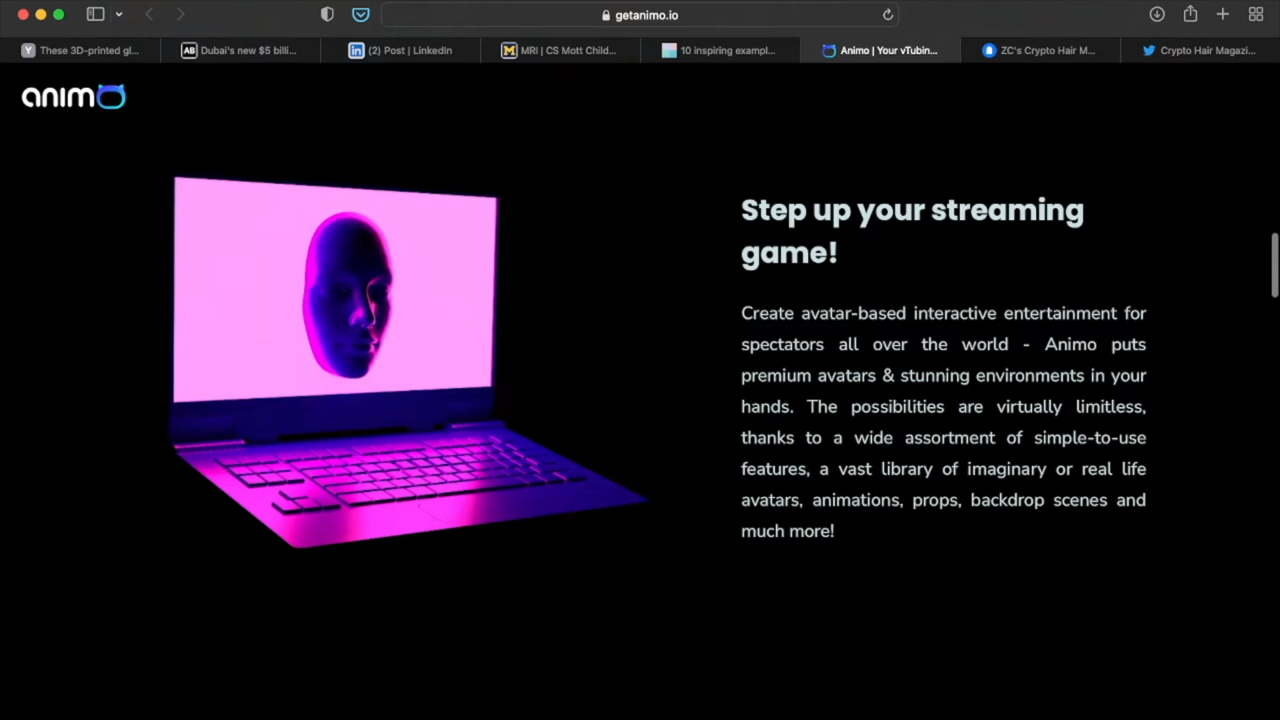 getanimo.io
These 3D-printed gl...
AB Dubai's new $5 billi...
(2) Post | LinkedIn
MRI | CS Mott Child...
10 inspiring exampl...
Animo | Your vTubin...
ZC's Crypto Hair M...
Crypto Hair Magazi...
animo
Step up your streaming
game!
Create avatar-based interactive entertainment for
spectators all over the world - Animo puts
premium avatars & stunning environments in your
hands. The possibilities are virtually limitless,
thanks to a wide assortment of simple-to-use
features, a vast library of imaginary or real life
avatars, animations, props, backdrop scenes and
much more!